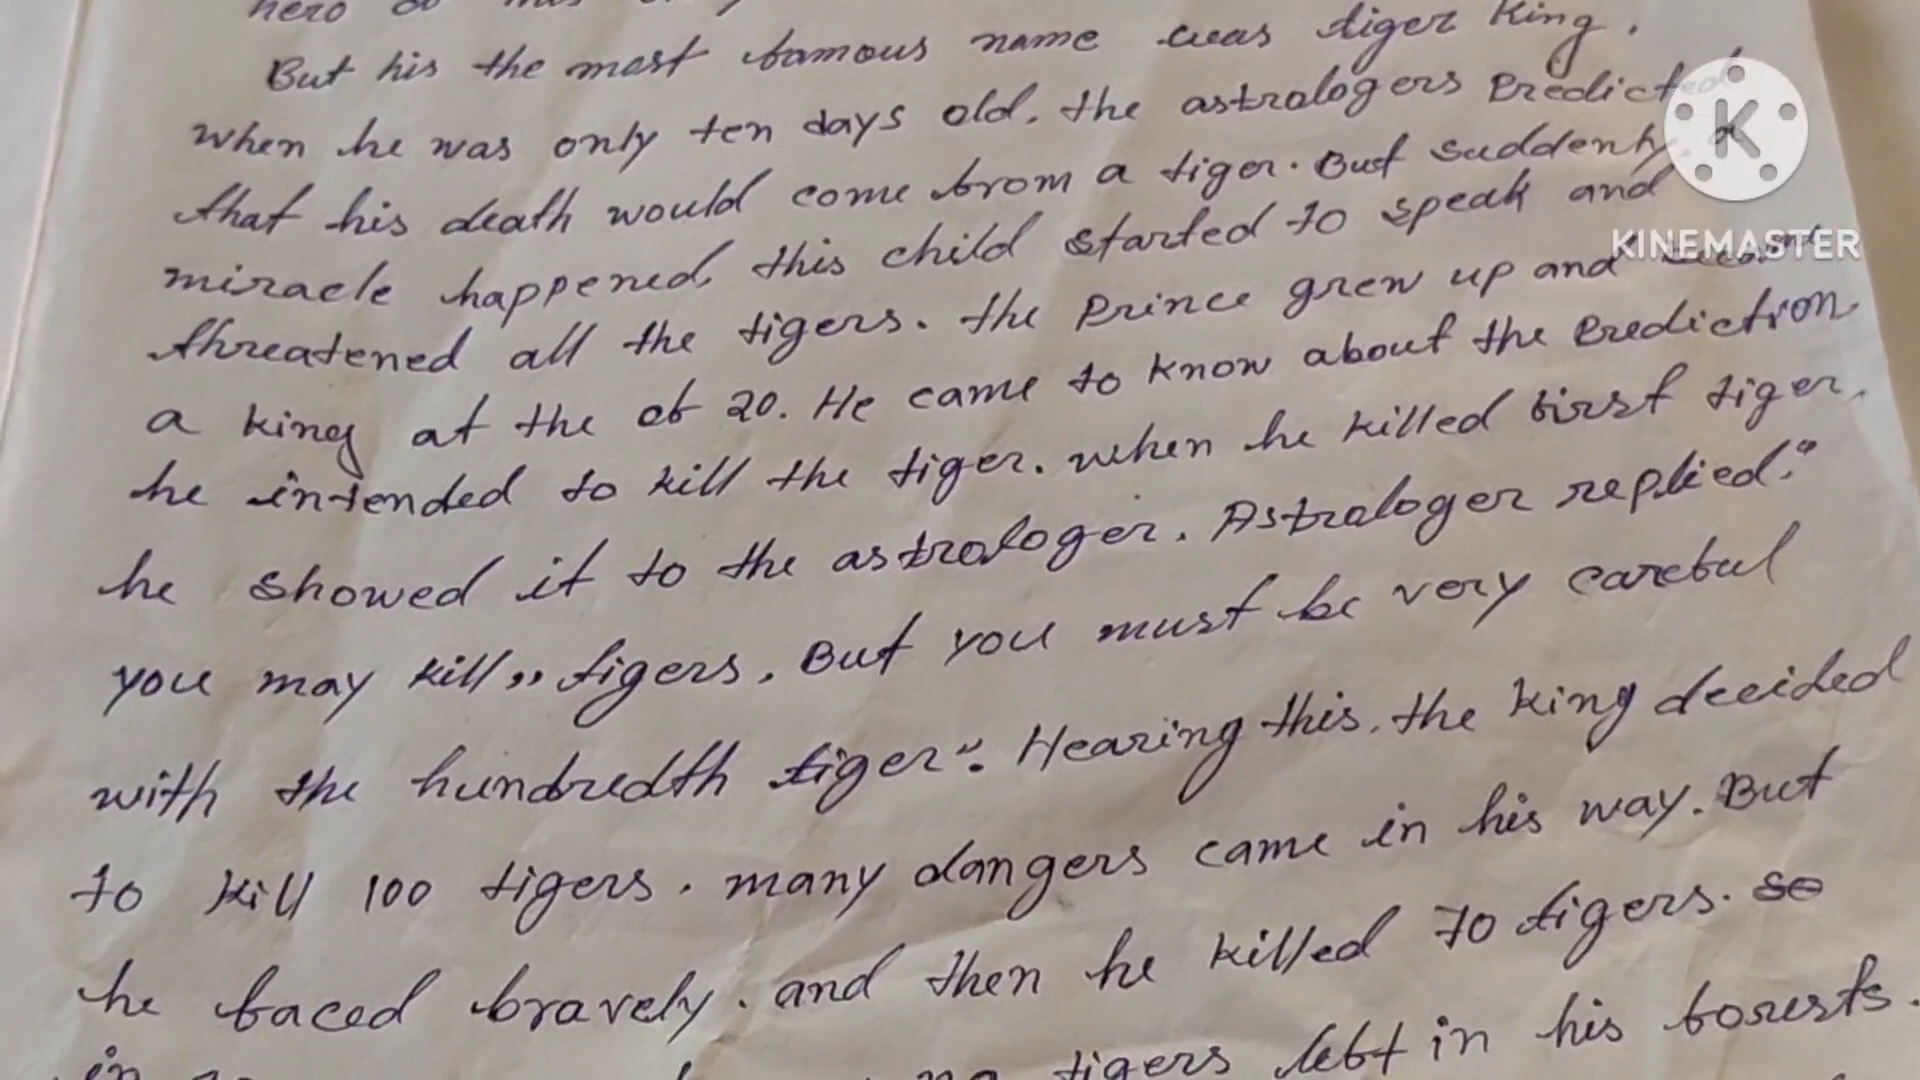 hero of this
But his the most famous name was tiger King.
when he was only ten days old. the astrologers Predicted
that his death would come from a tiger. But suddenly a
miracle happened, this child started to speak and
threatened all the tigers. the Prince grew up and
a king at the of 20. He came to know about the Prediction
he intended to kill the tiger. when he killed first tiger,
he showed it to the astrologer. Astrologer replied."
you may kill ,, tigers. But you must be very careful
with the hundredth tiger". Hearing this, the king decided
to kill 100 tigers. many dangers came in his way. But
he faced bravely. and then he killed 70 tigers. so
in tigers left in his forests.
K
KINEMASTER